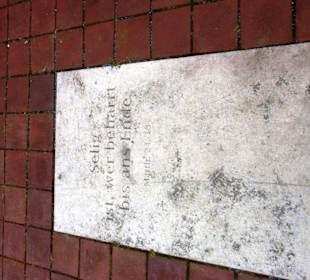 Selig
ist, wer beharrt
bis ans Ende